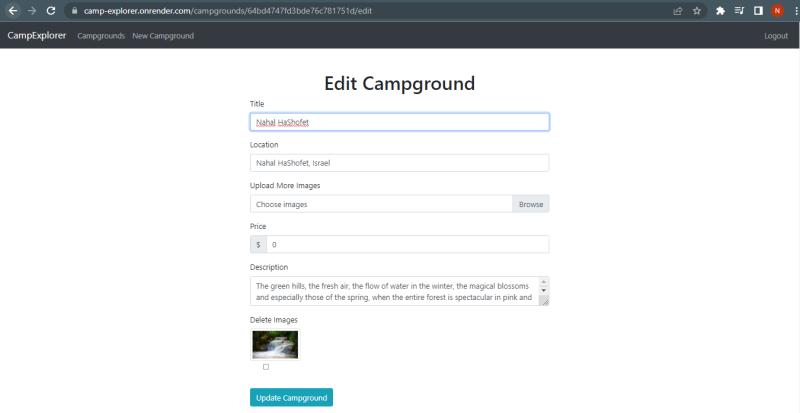 camp-explorer.onrender.com/campgrounds/64bd4747fd3bde76c781751d/edit
N
CampExplorer Campgrounds New Campground Logout
Edit Campground
Title
Nahal HaShofet
Location
Nahal HaShofet, Israel
Upload More Images
Choose images Browse
Price
$ 0
Description
The green hills, the fresh air, the flow of water in the winter, the magical blossoms
and especially those of the spring, when the entire forest is spectacular in pink and
Delete Images
Update Campground